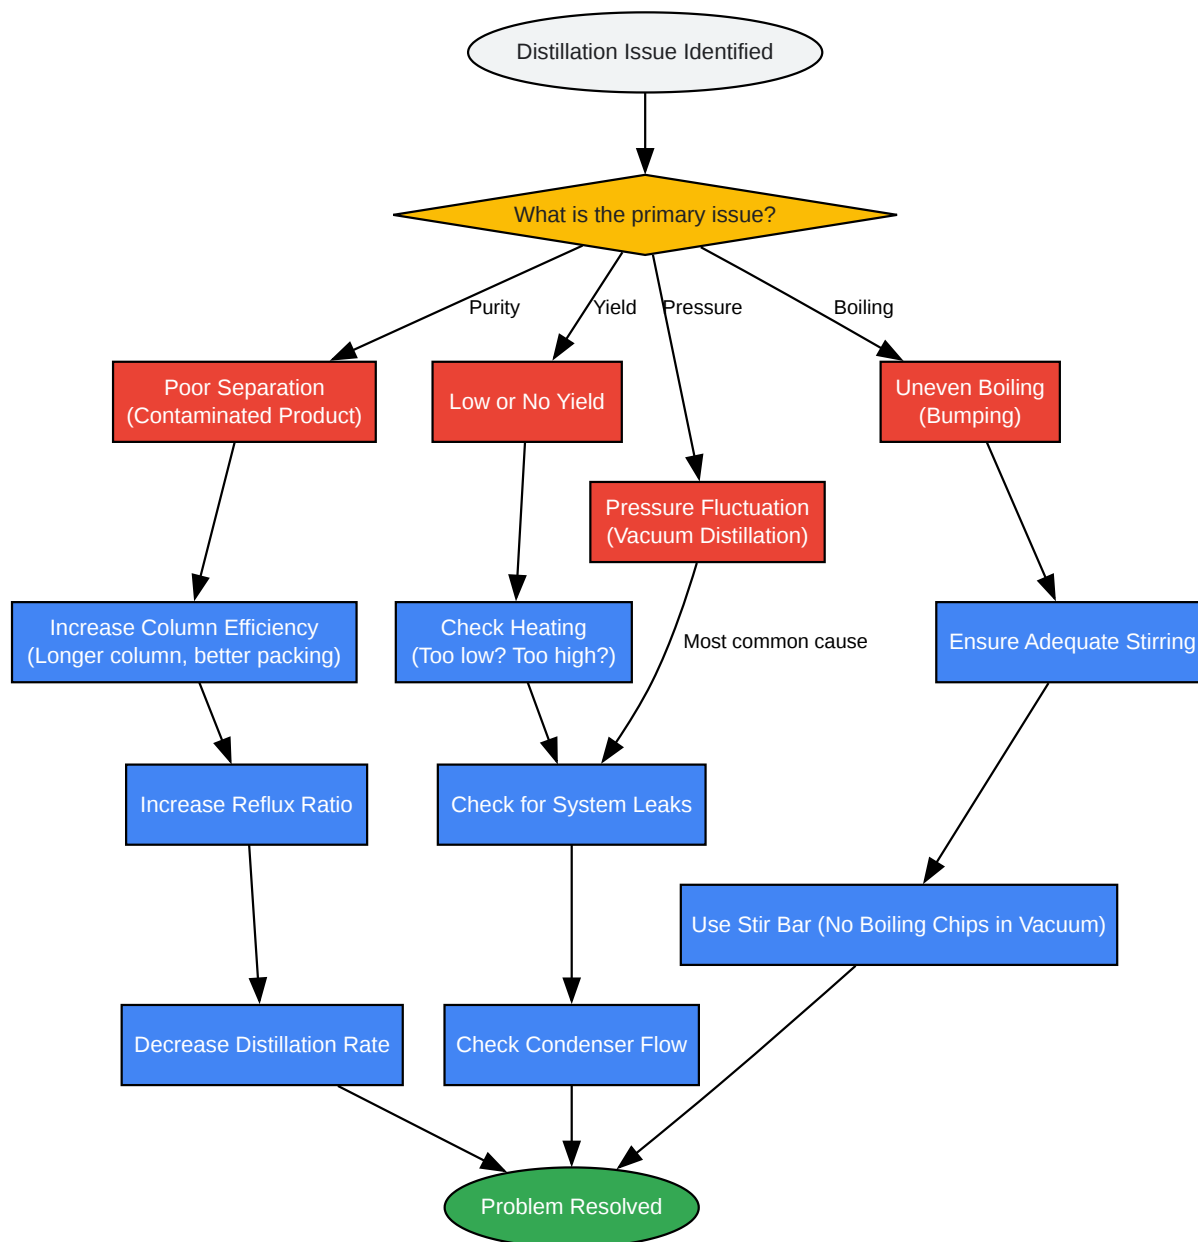 Distillation Issue Identified
What is the primary issue?
Purity
Yield
Pressure
Boiling
Poor Separation
(Contaminated Product)
Low or No Yield
Uneven Boiling
(Bumping)
Pressure Fluctuation
(Vacuum Distillation)
Increase Column Efficiency
(Longer column, better packing)
Check Heating
(Too low? Too high?)
Most common cause
Ensure Adequate Stirring
Increase Reflux Ratio
Check for System Leaks
Use Stir Bar (No Boiling Chips in Vacuum)
Decrease Distillation Rate
Check Condenser Flow
Problem Resolved